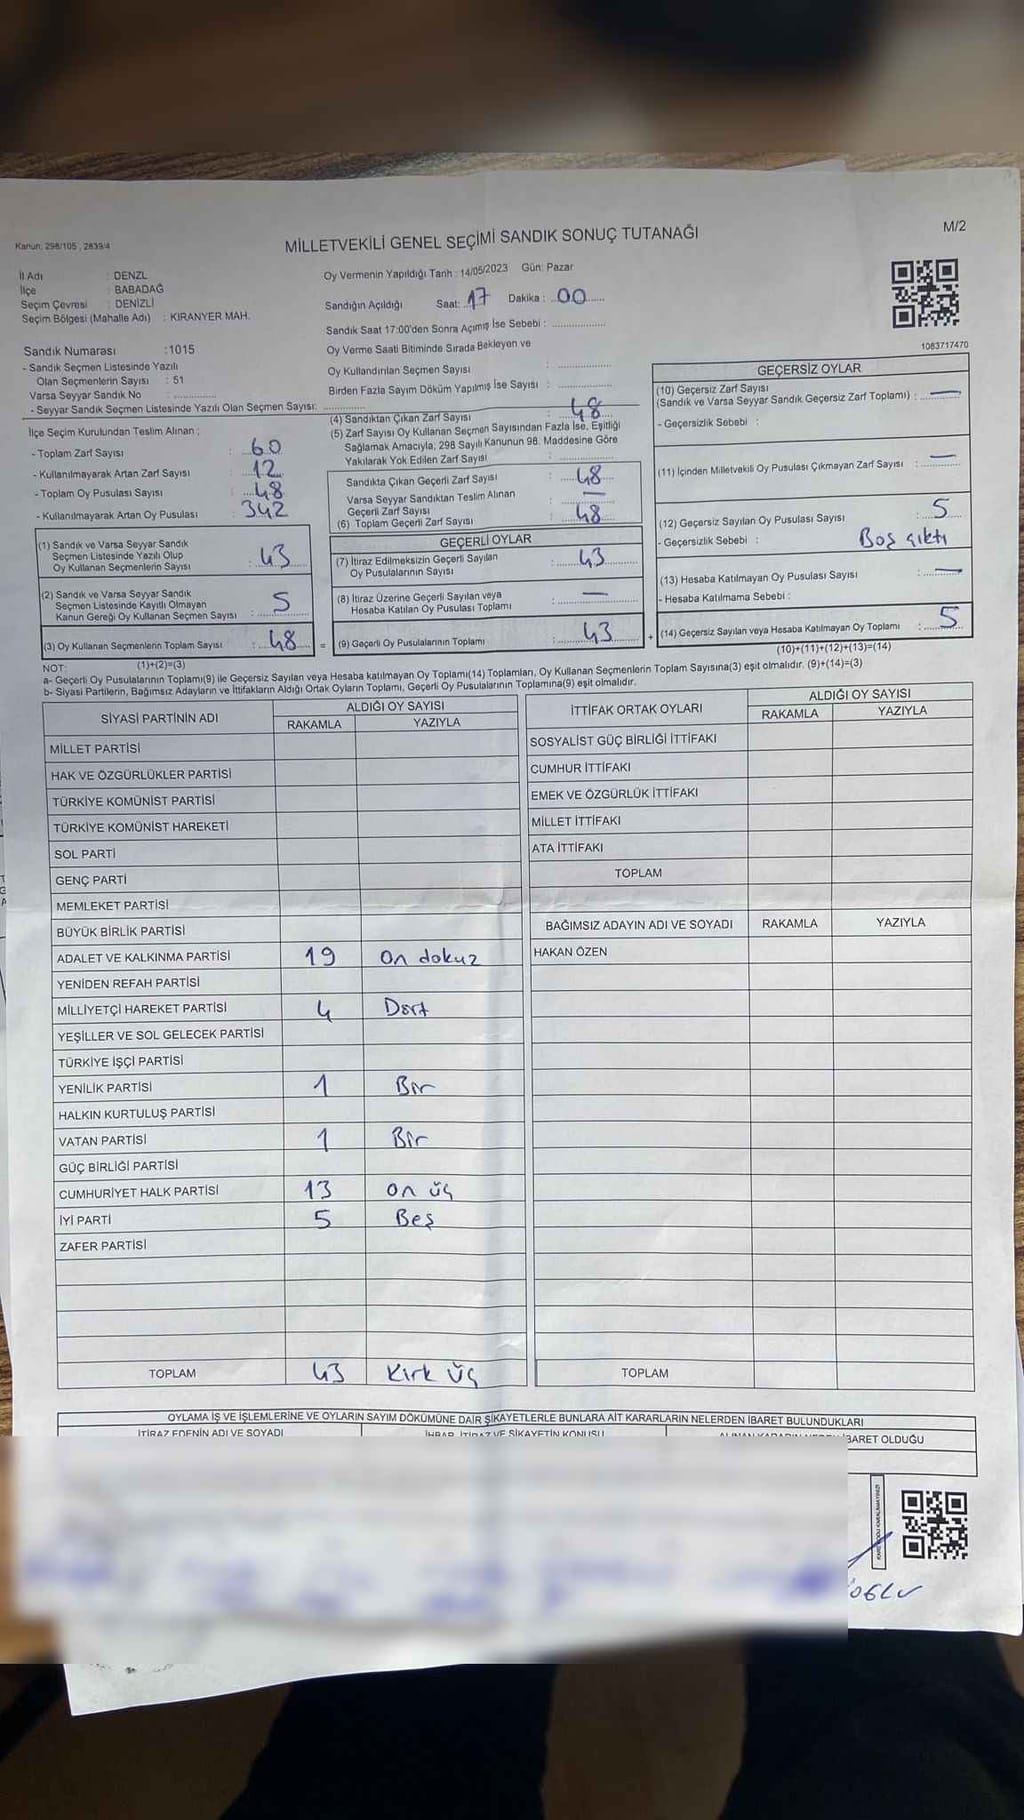 Kanun: 298/105 , 2839/4
MİLLETVEKİLİ GENEL SEÇİMİ SANDIK SONUÇ TUTANAĞI
M/2
İl Adı : DENZL
İlçe : BABADAĞ
Seçim Çevresi : DENİZLİ
Seçim Bölgesi (Mahalle Adı) : KIRANYER MAH.
Oy Vermenin Yapıldığı Tarih : 14/05/2023 Gün: Pazar
Sandığın Açıldığı Saat: 17 Dakika : 00
Sandık Saat 17:00'den Sonra Açımış İse Sebebi :
Oy Verme Saati Bitiminde Sırada Bekleyen ve
Oy Kullandırılan Seçmen Sayısı :
Birden Fazla Sayım Döküm Yapılmış İse Sayısı :
1083717470
Sandık Numarası :1015
- Sandık Seçmen Listesinde Yazılı
Olan Seçmenlerin Sayısı : 51
Varsa Seyyar Sandık No :
- Seyyar Sandık Seçmen Listesinde Yazılı Olan Seçmen Sayısı:
İlçe Seçim Kurulundan Teslim Alınan ;
- Toplam Zarf Sayısı : 60
- Kullanılmayarak Artan Zarf Sayısı : 12
- Toplam Oy Pusulası Sayısı : 48
- Kullanılmayarak Artan Oy Pusulası : 342
(4) Sandıktan Çıkan Zarf Sayısı : 48
(5) Zarf Sayısı Oy Kullanan Seçmen Sayısından Fazla İse, Eşitliği
Sağlamak Amacıyla; 298 Sayılı Kanunun 98. Maddesine Göre
Yakılarak Yok Edilen Zarf Sayısı :
Sandıkta Çıkan Geçerli Zarf Sayısı : 48
Varsa Seyyar Sandıktan Teslim Alınan
Geçerli Zarf Sayısı : —
(6) Toplam Geçerli Zarf Sayısı : 48
GEÇERSİZ OYLAR
(10) Geçersiz Zarf Sayısı
(Sandık ve Varsa Seyyar Sandık Geçersiz Zarf Toplamı) : —
- Geçersizlik Sebebi :
(11) İçinden Milletvekili Oy Pusulası Çıkmayan Zarf Sayısı : —
(12) Geçersiz Sayılan Oy Pusulası Sayısı : 5
- Geçersizlik Sebebi : Boş çıktı
(13) Hesaba Katılmayan Oy Pusulası Sayısı : —
- Hesaba Katılmama Sebebi :
(14) Geçersiz Sayılan veya Hesaba Katılmayan Oy Toplamı : 5
(10)+(11)+(12)+(13)=(14)
(1) Sandık ve Varsa Seyyar Sandık
Seçmen Listesinde Yazılı Olup
Oy Kullanan Seçmenlerin Sayısı : 43
(2) Sandık ve Varsa Seyyar Sandık
Seçmen Listesinde Kayıtlı Olmayan
Kanun Gereği Oy Kullanan Seçmen Sayısı : 5
(3) Oy Kullanan Seçmenlerin Toplam Sayısı : 48 =
GEÇERLİ OYLAR
(7) İtiraz Edilmeksizin Geçerli Sayılan
Oy Pusulalarının Sayısı : 43
(8) İtiraz Üzerine Geçerli Sayılan veya
Hesaba Katılan Oy Pusulası Toplamı : —
(9) Geçerli Oy Pusulalarının Toplamı : 43 +
NOT: (1)+(2)=(3)
a- Geçerli Oy Pusulalarının Toplamı(9) ile Geçersiz Sayılan veya Hesaba katılmayan Oy Toplamı(14) Toplamları, Oy Kullanan Seçmenlerin Toplam Sayısına(3) eşit olmalıdır. (9)+(14)=(3)
b- Siyasi Partilerin, Bağımsız Adayların ve İttifakların Aldığı Ortak Oyların Toplamı, Geçerli Oy Pusulalarının Toplamına(9) eşit olmalıdır.
SİYASİ PARTİNİN ADI ALDIĞI OY SAYISI
RAKAMLA YAZIYLA
MİLLET PARTİSİ
HAK VE ÖZGÜRLÜKLER PARTİSİ
TÜRKİYE KOMÜNİST PARTİSİ
TÜRKİYE KOMÜNİST HAREKETİ
SOL PARTİ
GENÇ PARTİ
MEMLEKET PARTİSİ
BÜYÜK BİRLİK PARTİSİ
ADALET VE KALKINMA PARTİSİ 19 On dokuz
YENİDEN REFAH PARTİSİ
MİLLİYETÇİ HAREKET PARTİSİ 4 Dört
YEŞİLLER VE SOL GELECEK PARTİSİ
TÜRKİYE İŞÇİ PARTİSİ
YENİLİK PARTİSİ 1 Bir
HALKIN KURTULUŞ PARTİSİ
VATAN PARTİSİ 1 Bir
GÜÇ BİRLİĞİ PARTİSİ
CUMHURİYET HALK PARTİSİ 13 On üç
İYİ PARTİ 5 Beş
ZAFER PARTİSİ
TOPLAM 43 Kırk üç
İTTİFAK ORTAK OYLARI ALDIĞI OY SAYISI
RAKAMLA YAZIYLA
SOSYALİST GÜÇ BİRLİĞİ İTTİFAKI
CUMHUR İTTİFAKI
EMEK VE ÖZGÜRLÜK İTTİFAKI
MİLLET İTTİFAKI
ATA İTTİFAKI
TOPLAM
BAĞIMSIZ ADAYIN ADI VE SOYADI RAKAMLA YAZIYLA
HAKAN ÖZEN
TOPLAM
OYLAMA İŞ VE İŞLEMLERİNE VE OYLARIN SAYIM DÖKÜMÜNE DAİR ŞİKAYETLERLE BUNLARA AİT KARARLARIN NELERDEN İBARET BULUNDUKLARI
İTİRAZ EDENİN ADI VE SOYADI
İHBAR, İTİRAZ VE ŞİKAYETİN KONUSU
İBARET OLDUĞU